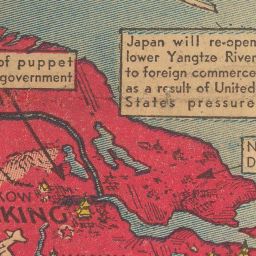 of puppet
government
Japan will re-open
lower Yangtze River
to foreign commerce
as a result of United
States pressure
N
D
KOW
KING